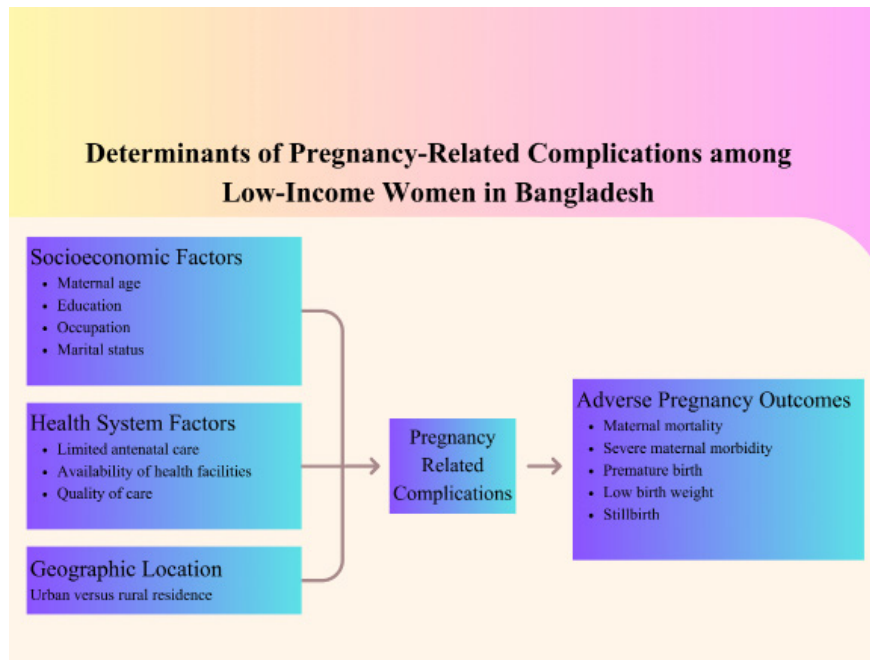 Determinants of Pregnancy-Related Complications among
Low-Income Women in Bangladesh
Socioeconomic Factors
• Maternal age
• Education
• Occupation
• Marital status
Health System Factors
• Limited antenatal care
• Availability of health facilities
• Quality of care
Geographic Location
Urban versus rural residence
Pregnancy
Related
Complications
Adverse Pregnancy Outcomes
• Maternal mortality
• Severe maternal morbidity
• Premature birth
• Low birth weight
• Stillbirth